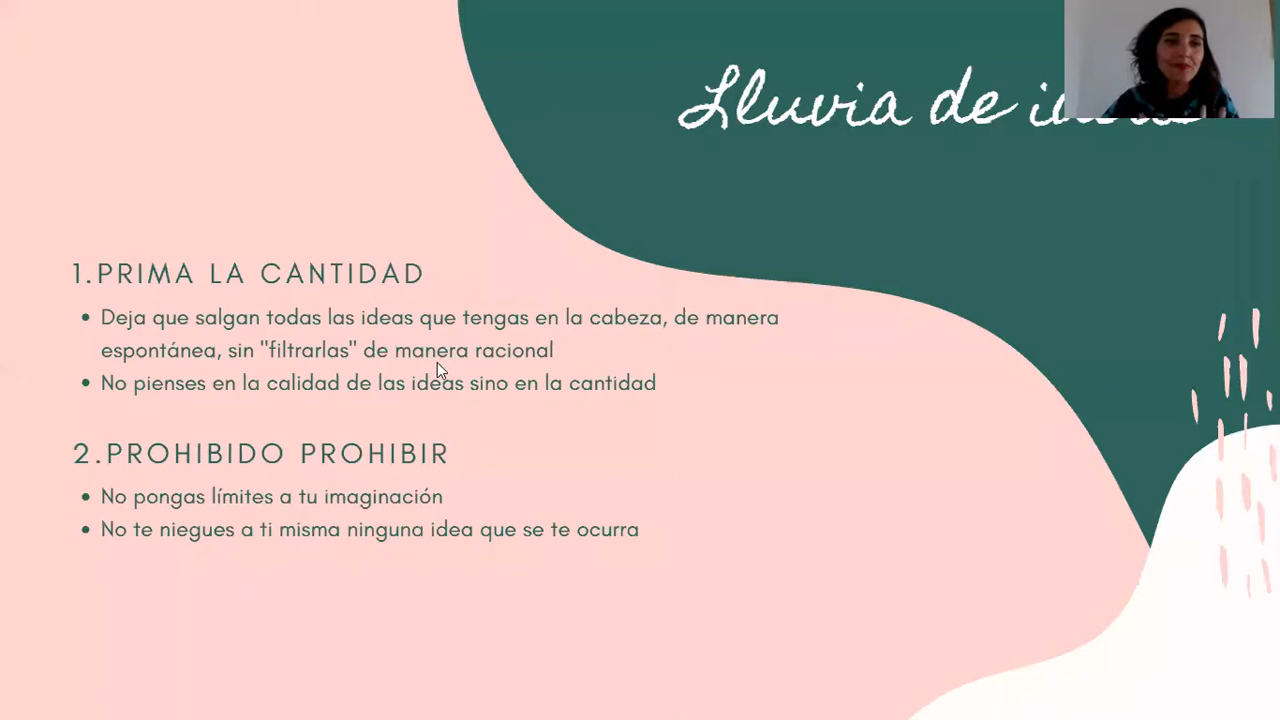 Lluvia de
1.PRIMA LA CANTIDAD
• Deja que salgan todas las ideas que tengas en la cabeza, de manera
espontánea, sin "filtrarlas" de manera racional
• No pienses en la calidad de las ideas sino en la cantidad
2.PROHIBIDO PROHIBIR
• No pongas límites a tu imaginación
• No te niegues a ti misma ninguna idea que se te ocurra